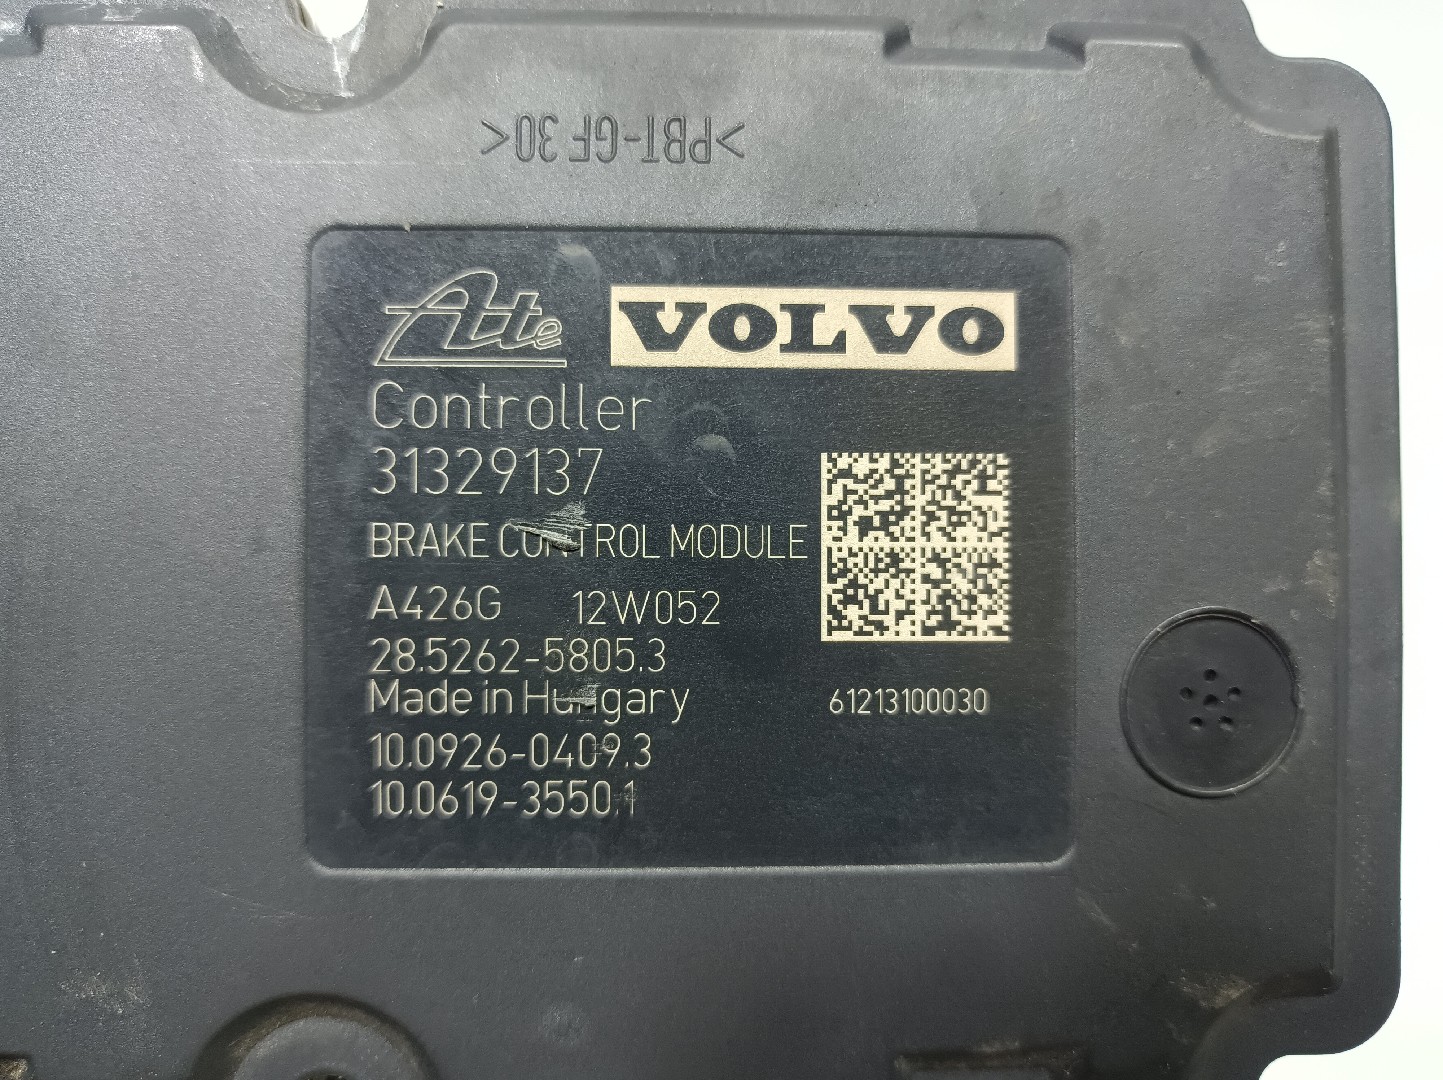 >PBT-GF 30<
Ate VOLVO
Controller
31329137
BRAKE CONTROL MODULE
A426G 12W052
28.5262-5805.3
Made in Hungary 61213100030
10.0926-0409.3
10.0619-3550.1